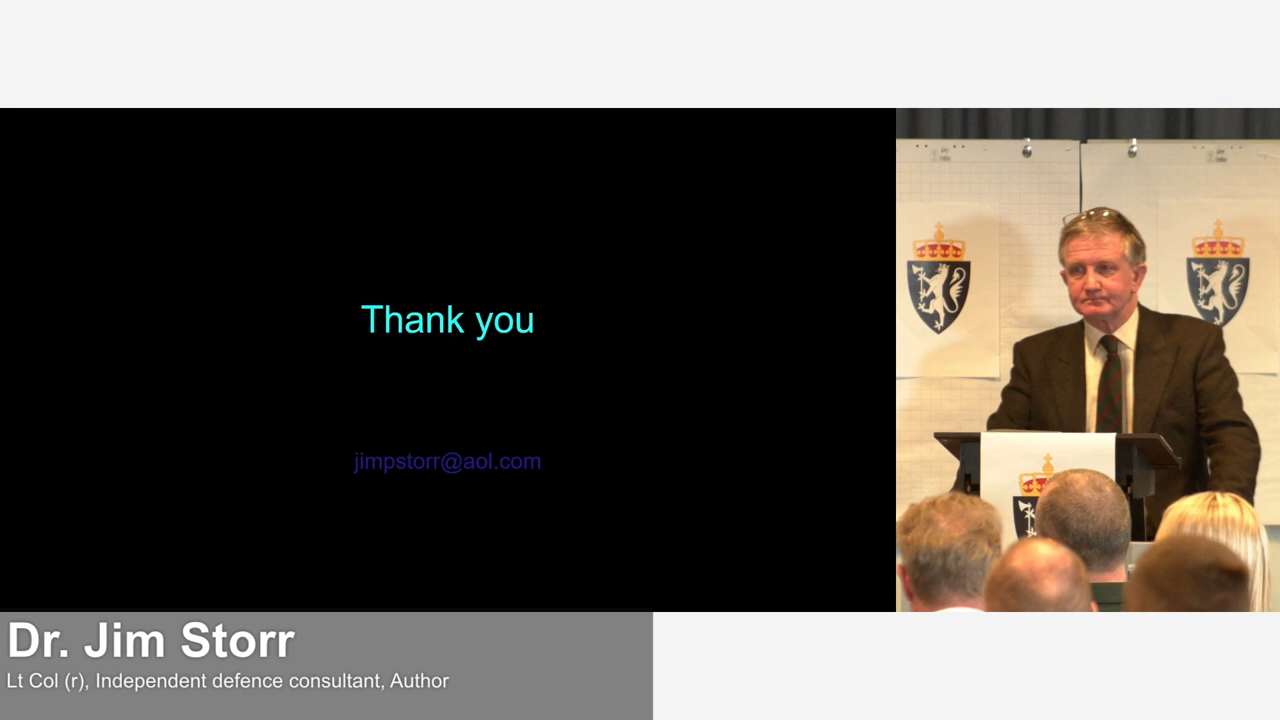 Thank you
jimpstorr@aol.com
Dr. Jim Storr
Lt Col (r), Independent defence consultant, Author